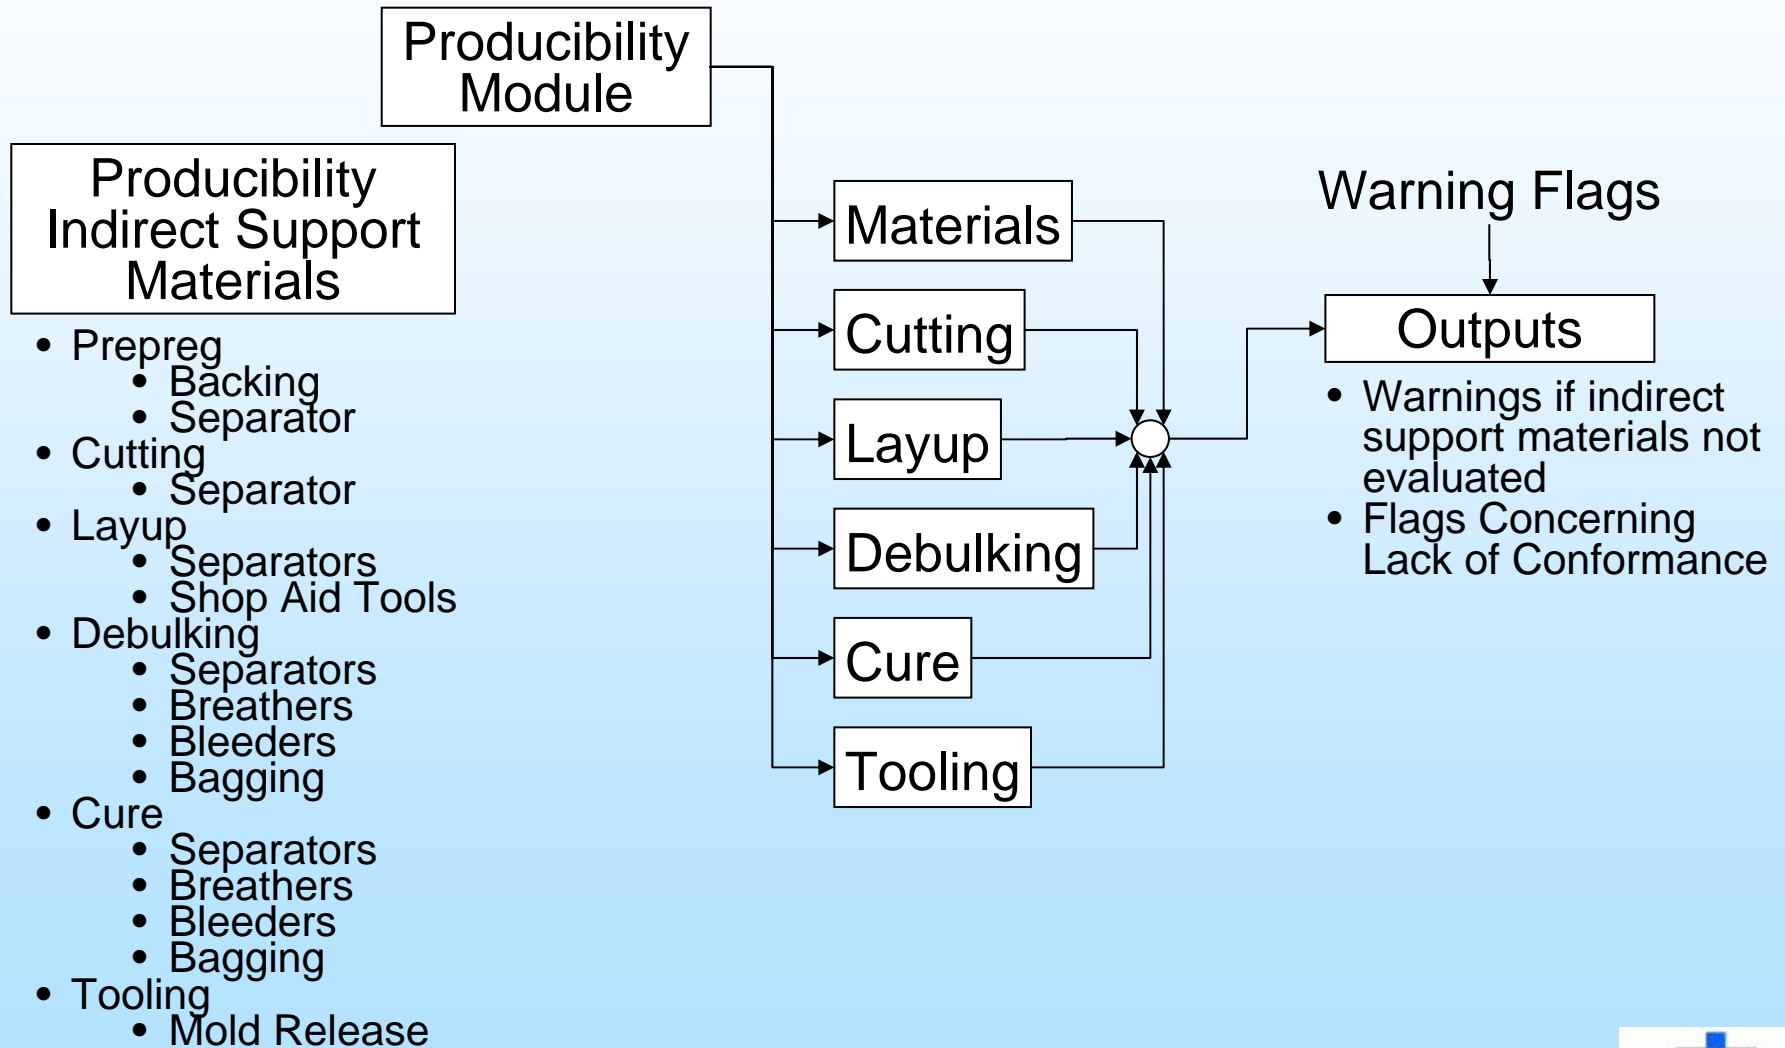 Producibility
Module
Producibility
Indirect Support
Materials
• Prepreg
• Backing
• Separator
• Cutting
• Separator
• Layup
• Separators
• Shop Aid Tools
• Debulking
• Separators
• Breathers
• Bleeders
• Bagging
• Cure
• Separators
• Breathers
• Bleeders
• Bagging
• Tooling
• Mold Release
Materials
Cutting
Layup
Debulking
Cure
Tooling
Warning Flags
Outputs
• Warnings if indirect
support materials not
evaluated
• Flags Concerning
Lack of Conformance